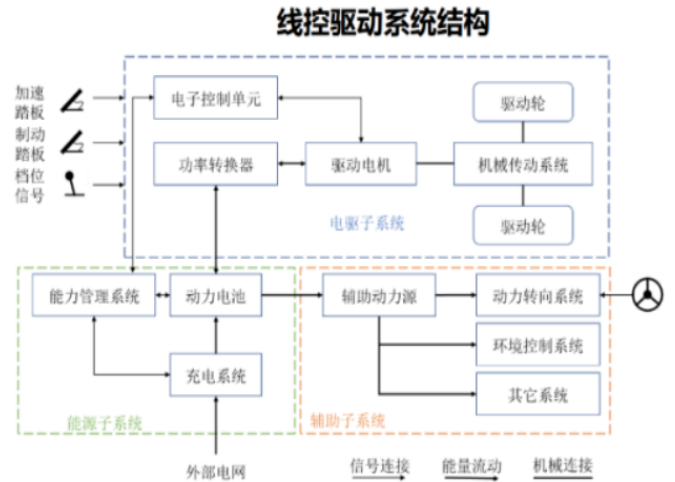 线控驱动系统结构
加速
踏板
制动
踏板
档位
信号
电子控制单元
功率转换器
驱动电机
机械传动系统
驱动轮
驱动轮
电驱子系统
能力管理系统
动力电池
充电系统
能源子系统
辅助动力源
动力转向系统
环境控制系统
其它系统
辅助子系统
外部电网
信号连接
能量流动
机械连接